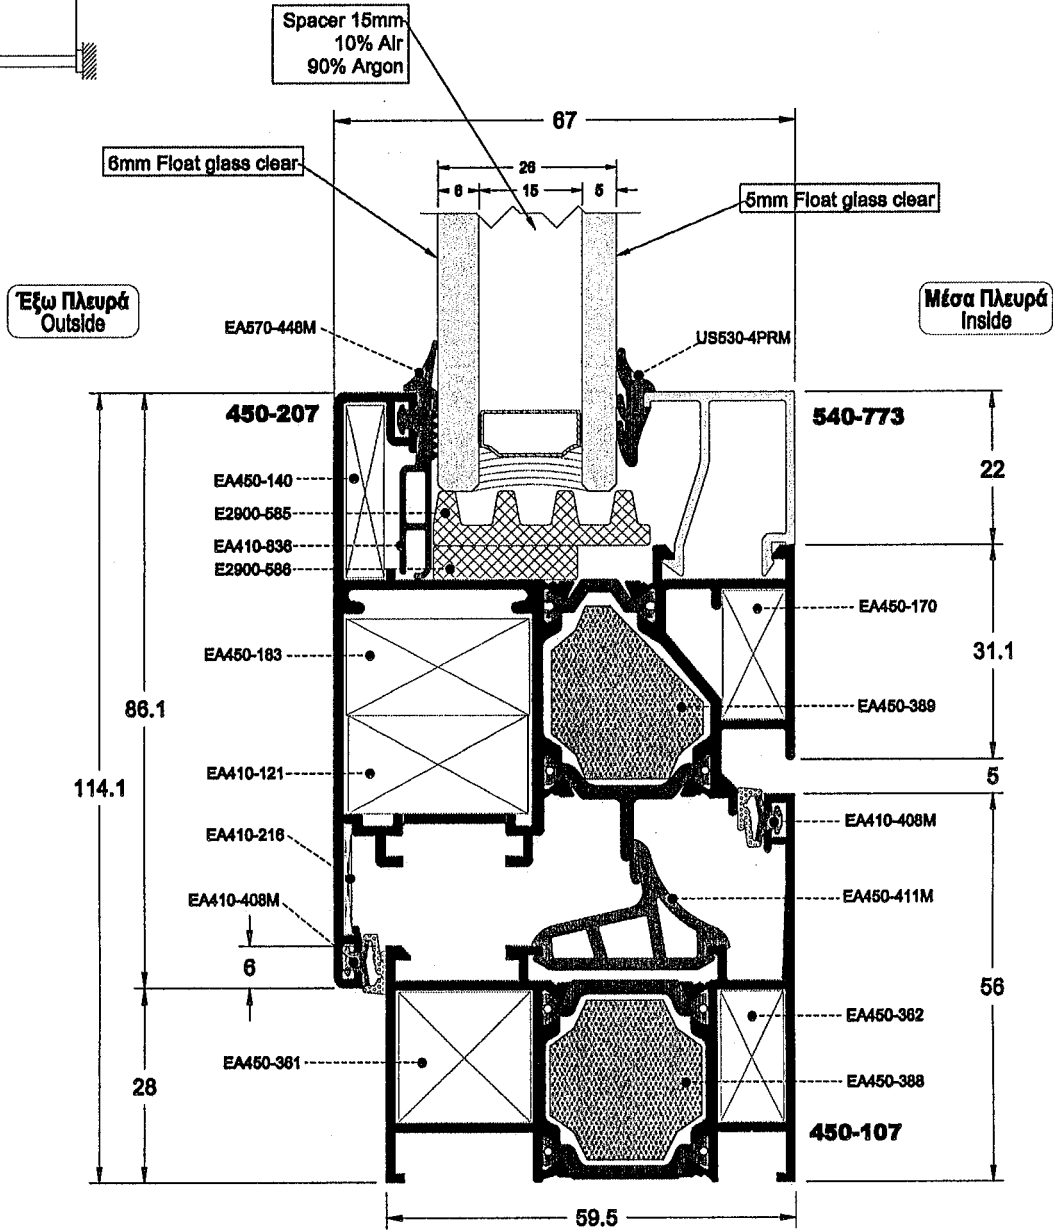 Spacer 15mm
10% Air
90% Argon
67
6mm Float glass clear
26
6 15 5
5mm Float glass clear
Έξω Πλευρά
Outside
Μέσα Πλευρά
Inside
EA570-448M
US530-4PRM
450-207
540-773
EA450-140
22
E2900-585
EA410-836
E2900-586
EA450-170
EA450-183
31.1
86.1
EA450-389
EA410-121
5
114.1
EA410-216
EA410-408M
EA410-408M
EA450-411M
6
56
EA450-362
EA450-361
28
EA450-388
450-107
59.5